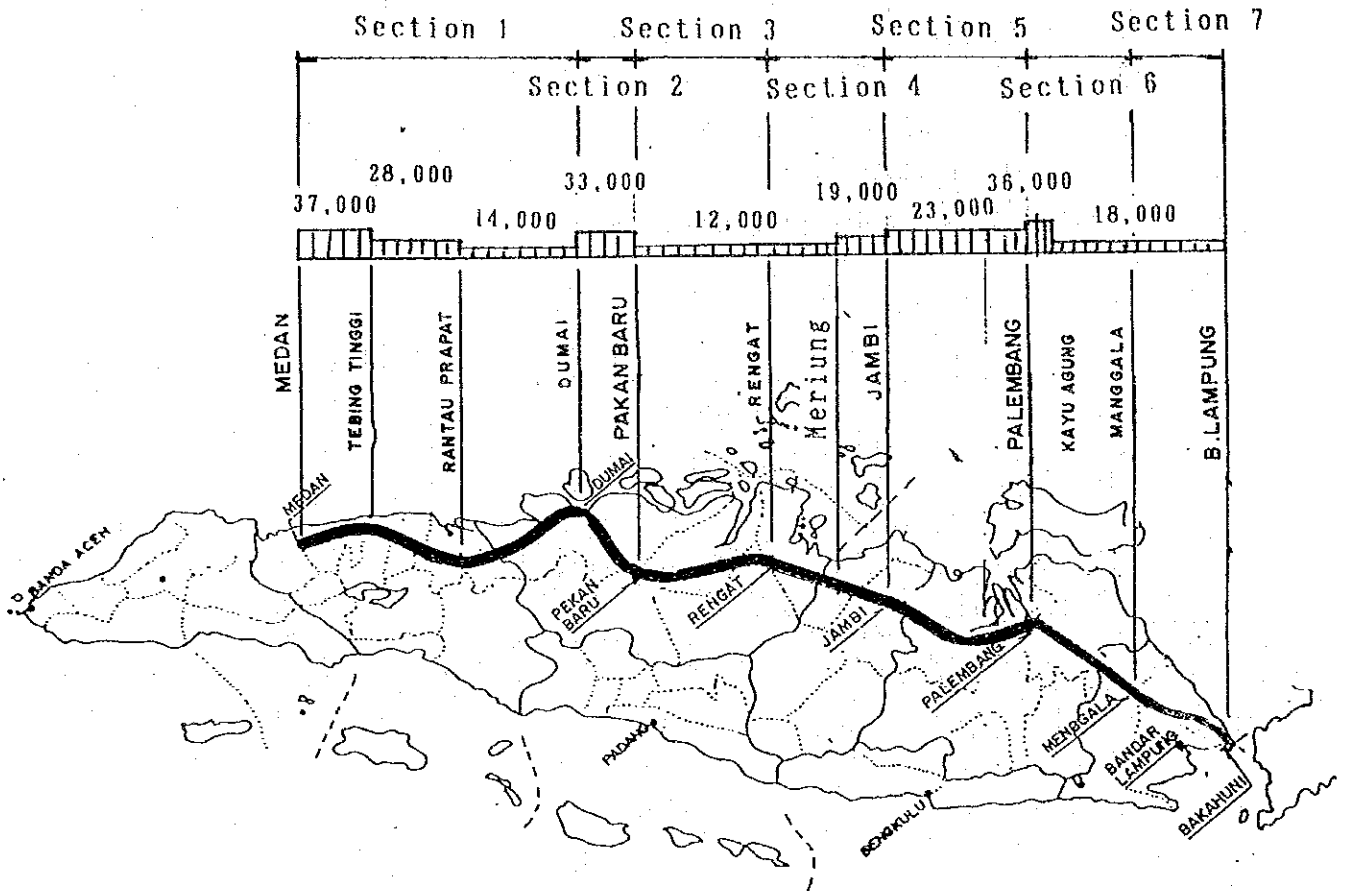 Section 1
Section 3
Section 5
Section 7
Section 2
Section 4
Section 6
28,000
33,000
19,000
36,000
37,000
14,000
12,000
23,000
18,000
MEDAN
TEBING TINGGI
RANTAU PRAPAT
DUMAI
PAKAN BARU
RENGAT
Meriung
JAMBI
PALEMBANG
KAYU AGUNG
MANGGALA
B. LAMPUNG
MEDAN
DUMAI
BANDA ACEH
PEKAN
BARU
RENGAT
JAMBI
PALEMBANG
MENGGALA
PADANG
BANDAR
LAMPUNG
BENGKULU
BAKAHUNI